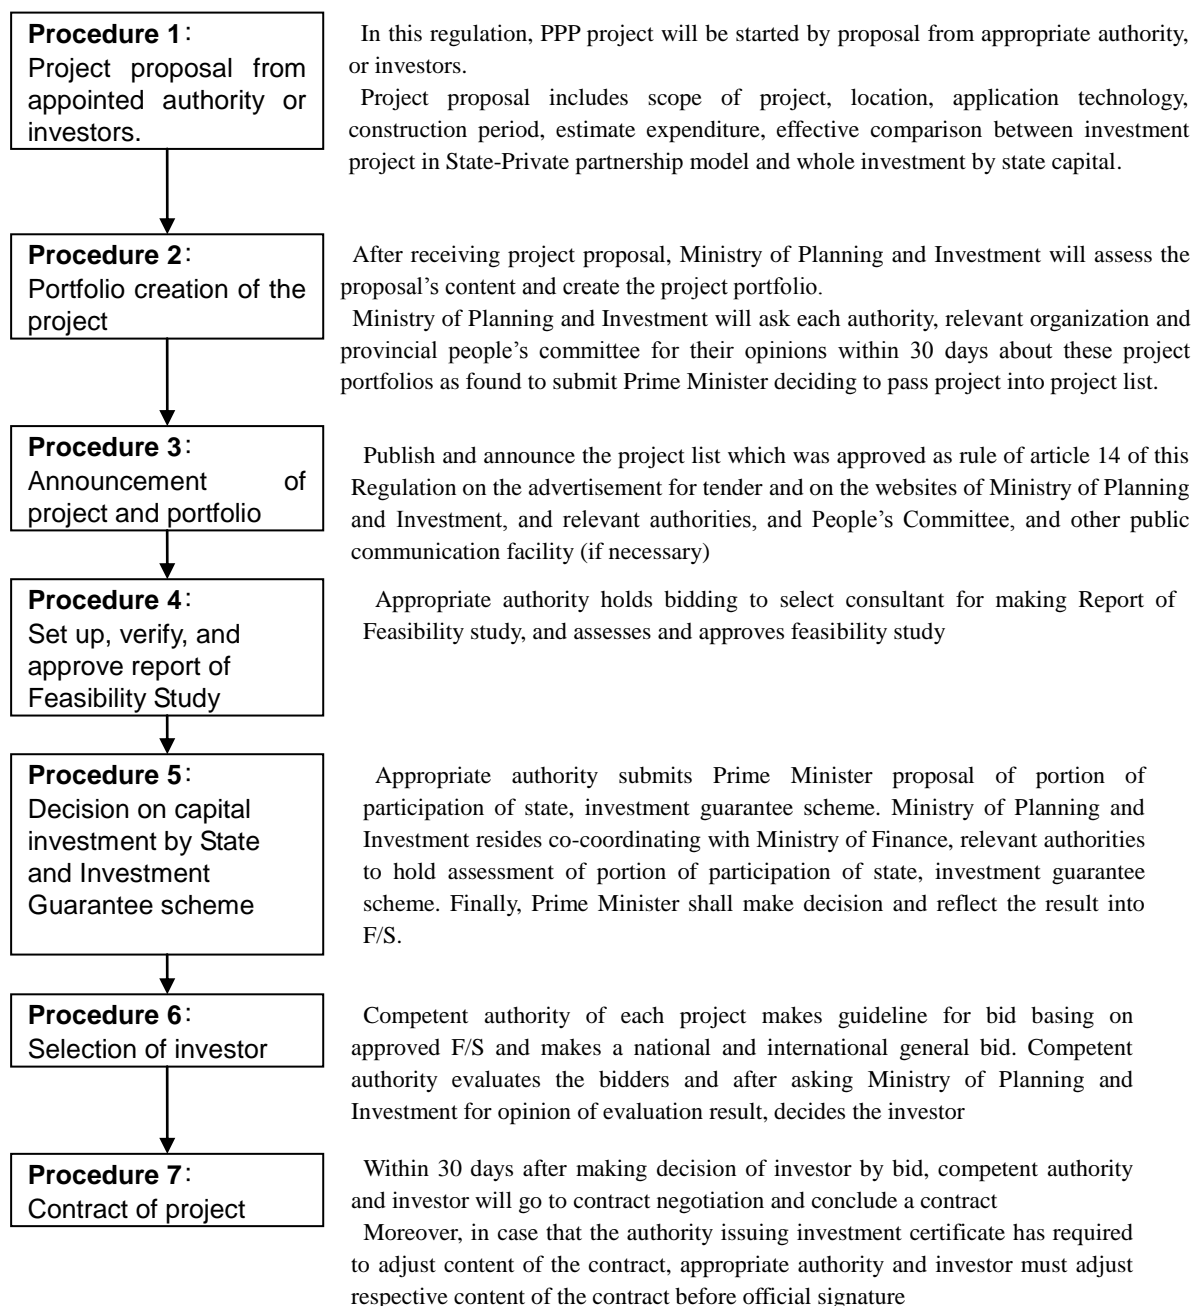 Procedure 1:
Project proposal from
appointed authority or
investors.
In this regulation, PPP project will be started by proposal from appropriate authority,
or investors.
Project proposal includes scope of project, location, application technology,
construction period, estimate expenditure, effective comparison between investment
project in State-Private partnership model and whole investment by state capital.
Procedure 2:
Portfolio creation of the
project
After receiving project proposal, Ministry of Planning and Investment will assess the
proposal’s content and create the project portfolio.
Ministry of Planning and Investment will ask each authority, relevant organization and
provincial people’s committee for their opinions within 30 days about these project
portfolios as found to submit Prime Minister deciding to pass project into project list.
Procedure 3:
Announcement of
project and portfolio
Publish and announce the project list which was approved as rule of article 14 of this
Regulation on the advertisement for tender and on the websites of Ministry of Planning
and Investment, and relevant authorities, and People’s Committee, and other public
communication facility (if necessary)
Procedure 4:
Set up, verify, and
approve report of
Feasibility Study
Appropriate authority holds bidding to select consultant for making Report of
Feasibility study, and assesses and approves feasibility study
Procedure 5:
Decision on capital
investment by State
and Investment
Guarantee scheme
Appropriate authority submits Prime Minister proposal of portion of
participation of state, investment guarantee scheme. Ministry of Planning and
Investment resides co-coordinating with Ministry of Finance, relevant authorities
to hold assessment of portion of participation of state, investment guarantee
scheme. Finally, Prime Minister shall make decision and reflect the result into
F/S.
Procedure 6:
Selection of investor
Competent authority of each project makes guideline for bid basing on
approved F/S and makes a national and international general bid. Competent
authority evaluates the bidders and after asking Ministry of Planning and
Investment for opinion of evaluation result, decides the investor
Procedure 7:
Contract of project
Within 30 days after making decision of investor by bid, competent authority
and investor will go to contract negotiation and conclude a contract
Moreover, in case that the authority issuing investment certificate has required
to adjust content of the contract, appropriate authority and investor must adjust
respective content of the contract before official signature